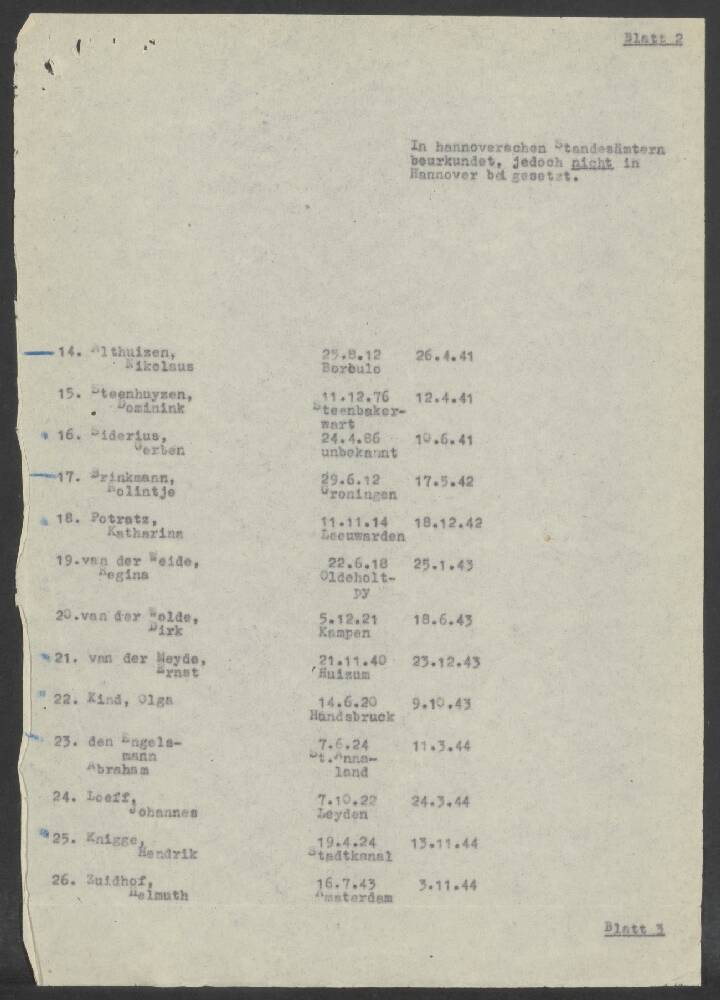 Blatt 2
In hannoverschen Standesämtern
beurkundet, jedoch nicht in
Hannover beigesetzt.
14. Althuizen, 25.8.12 26.4.41
Nikolaus Borbulo
15. Steenhuyzen, 11.12.76 12.4.41
Dominink Steenbaker-
wart
16. Siderius, 24.4.86 10.6.41
Gerben unbekannt
17. Brinkmann, 29.6.12 17.5.42
Rolintje Groningen
18. Potratz, 11.11.14 18.12.42
Katharina Leeuwarden
19.van der Weide, 22.6.18 25.1.43
Regina Oldeholt-
py
20.van der Wolde, 5.12.21 18.6.43
Dirk Kampen
21. van der Meyde, 21.11.40 23.12.43
Ernst Huizum
22. Kind, Olga 14.6.20 9.10.43
Hundsbruck
23. den Engels- 7.6.24 11.3.44
mann St.Anna-
Abraham land
24. Loeff, 7.10.22 24.3.44
Johannes Leyden
25. Knigge, 19.4.24 13.11.44
Hendrik Stadtkanal
26. Zuidhof, 16.7.43 3.11.44
Helmuth Amsterdam
Blatt 3